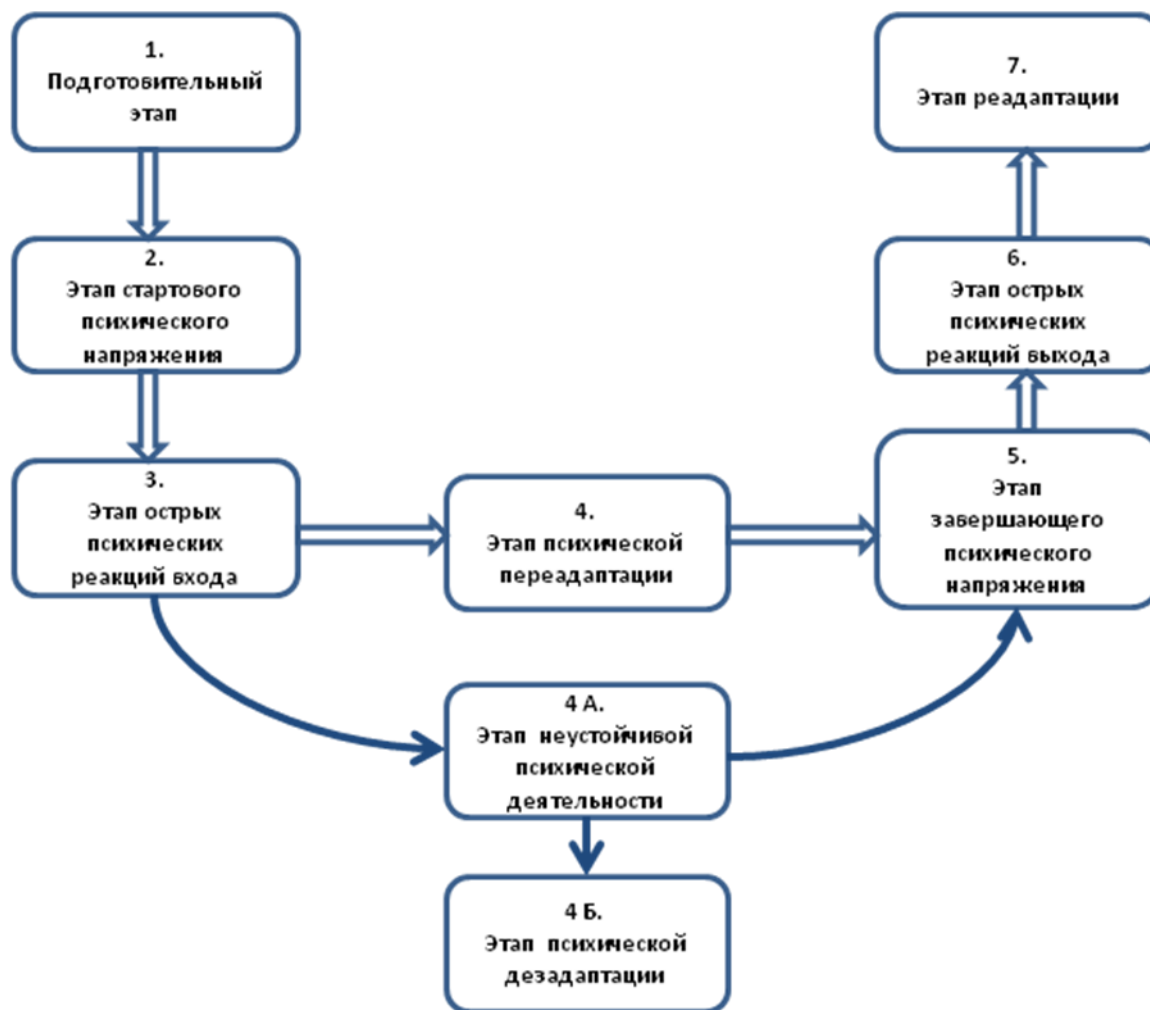 1.
Подготовительный
этап
2.
Этап стартового
психического
напряжения
3.
Этап острых
психических
реакций входа
4.
Этап психической
переадаптации
4 А.
Этап неустойчивой
психической
деятельности
4 Б.
Этап психической
дезадаптации
5.
Этап
завершающего
психического
напряжения
6.
Этап острых
психических
реакций выхода
7.
Этап реадаптации